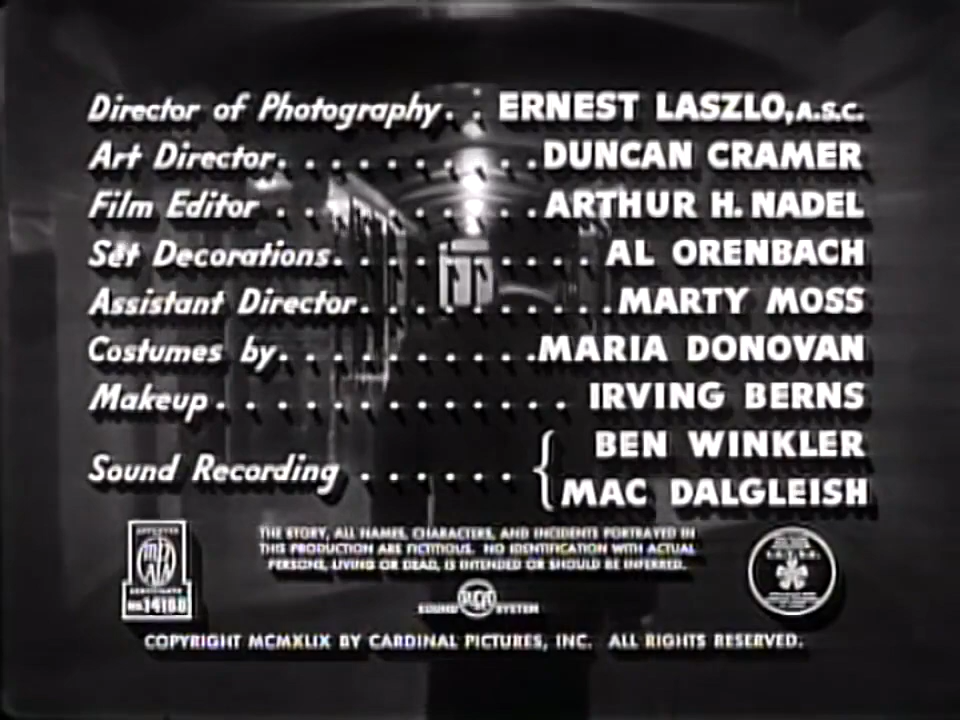 Director of Photography. . ERNEST LASZLO, A.S.C.
Art Director. . . . . . . . . . . DUNCAN CRAMER
Film Editor . . . . . . . . . . . ARTHUR H. NADEL
Set Decorations. . . . . . . . . . AL ORENBACH
Assistant Director. . . . . . . . . . MARTY MOSS
Costumes by. . . . . . . . . . . MARIA DONOVAN
Makeup . . . . . . . . . . . . . IRVING BERNS
Sound Recording . . . . . . { BEN WINKLER
MAC DALGLEISH
THE STORY, ALL NAMES, CHARACTERS, AND INCIDENTS PORTRAYED IN
THIS PRODUCTION ARE FICTITIOUS. NO IDENTIFICATION WITH ACTUAL
PERSONS, LIVING OR DEAD, IS INTENDED OR SHOULD BE INFERRED.
APPROVED
CERTIFICATE
SOUND RCA SYSTEM
COPYRIGHT MCMXLIX BY CARDINAL PICTURES, INC. ALL RIGHTS RESERVED.